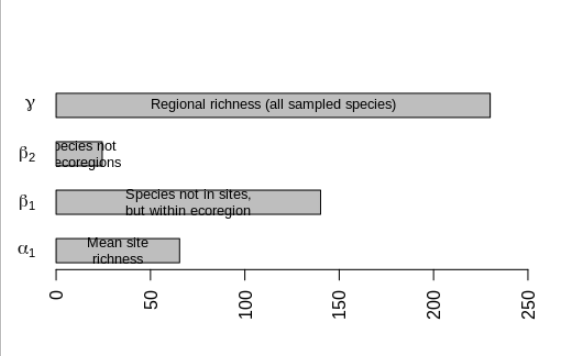 γ
Regional richness (all sampled species)
β2
not
ecoregions
β1
Species not in sites,
but within ecoregion
α1
Mean site
richness
0
50
100
150
200
250